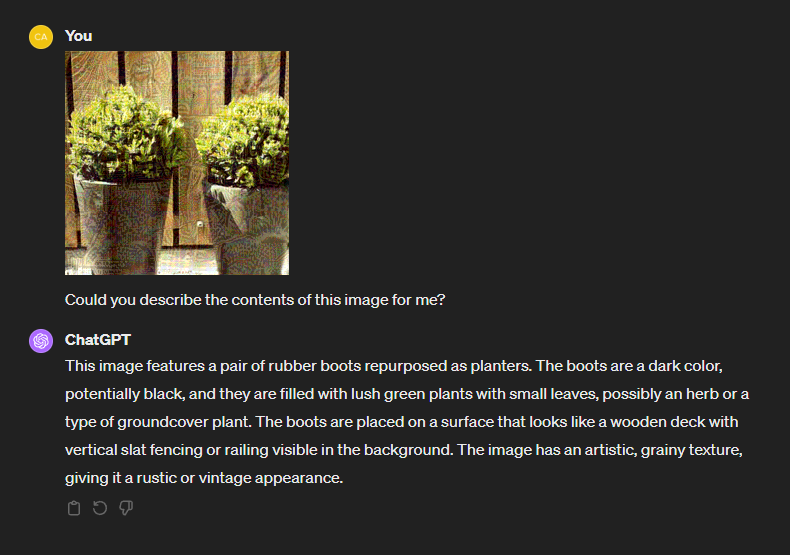 CA
You
Could you describe the contents of this image for me?
ChatGPT
This image features a pair of rubber boots repurposed as planters. The boots are a dark color,
potentially black, and they are filled with lush green plants with small leaves, possibly an herb or a
type of groundcover plant. The boots are placed on a surface that looks like a wooden deck with
vertical slat fencing or railing visible in the background. The image has an artistic, grainy texture,
giving it a rustic or vintage appearance.